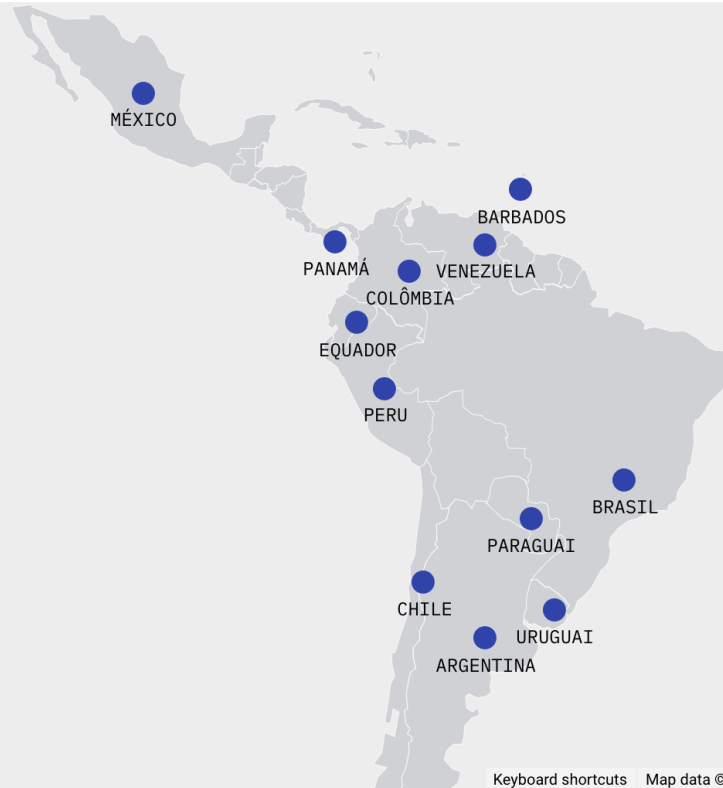 MÉXICO
BARBADOS
PANAMÁ
VENEZUELA
COLÔMBIA
EQUADOR
PERU
BRASIL
PARAGUAI
CHILE
URUGUAI
ARGENTINA
Keyboard shortcuts
Map data ©